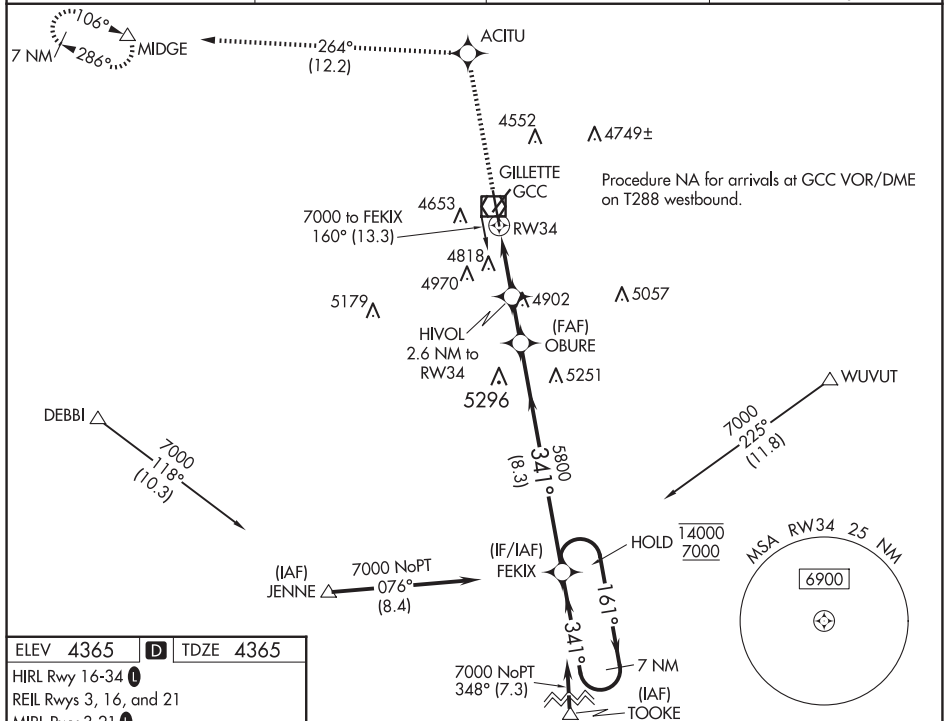 106°
7 NM
286°
MIDGE
264°
(12.2)
ACITU
4552
4749±
GILLETTE
GCC
Procedure NA for arrivals at GCC VOR/DME
on T288 westbound.
4653
7000 to FEKIX
160° (13.3)
RW34
4818
4970
5179
4902
5057
HIVOL
2.6 NM to
RW34
(FAF)
OBURE
5296
5251
WUVUT
DEBBI
7000
118°
(10.3)
7000
225°
(11.8)
5800
341°
(8.3)
HOLD
14000
7000
(IF/IAF)
FEKIX
(IAF)
JENNE
7000 NoPT
076°
(8.4)
161°
341°
7 NM
7000 NoPT
348° (7.3)
(IAF)
TOOKE
MSA RW34 25 NM
6900
ELEV 4365 D TDZE 4365
HIRL Rwy 16-34 L
REIL Rwys 3, 16, and 21
MIRL Rwy 3-21 L